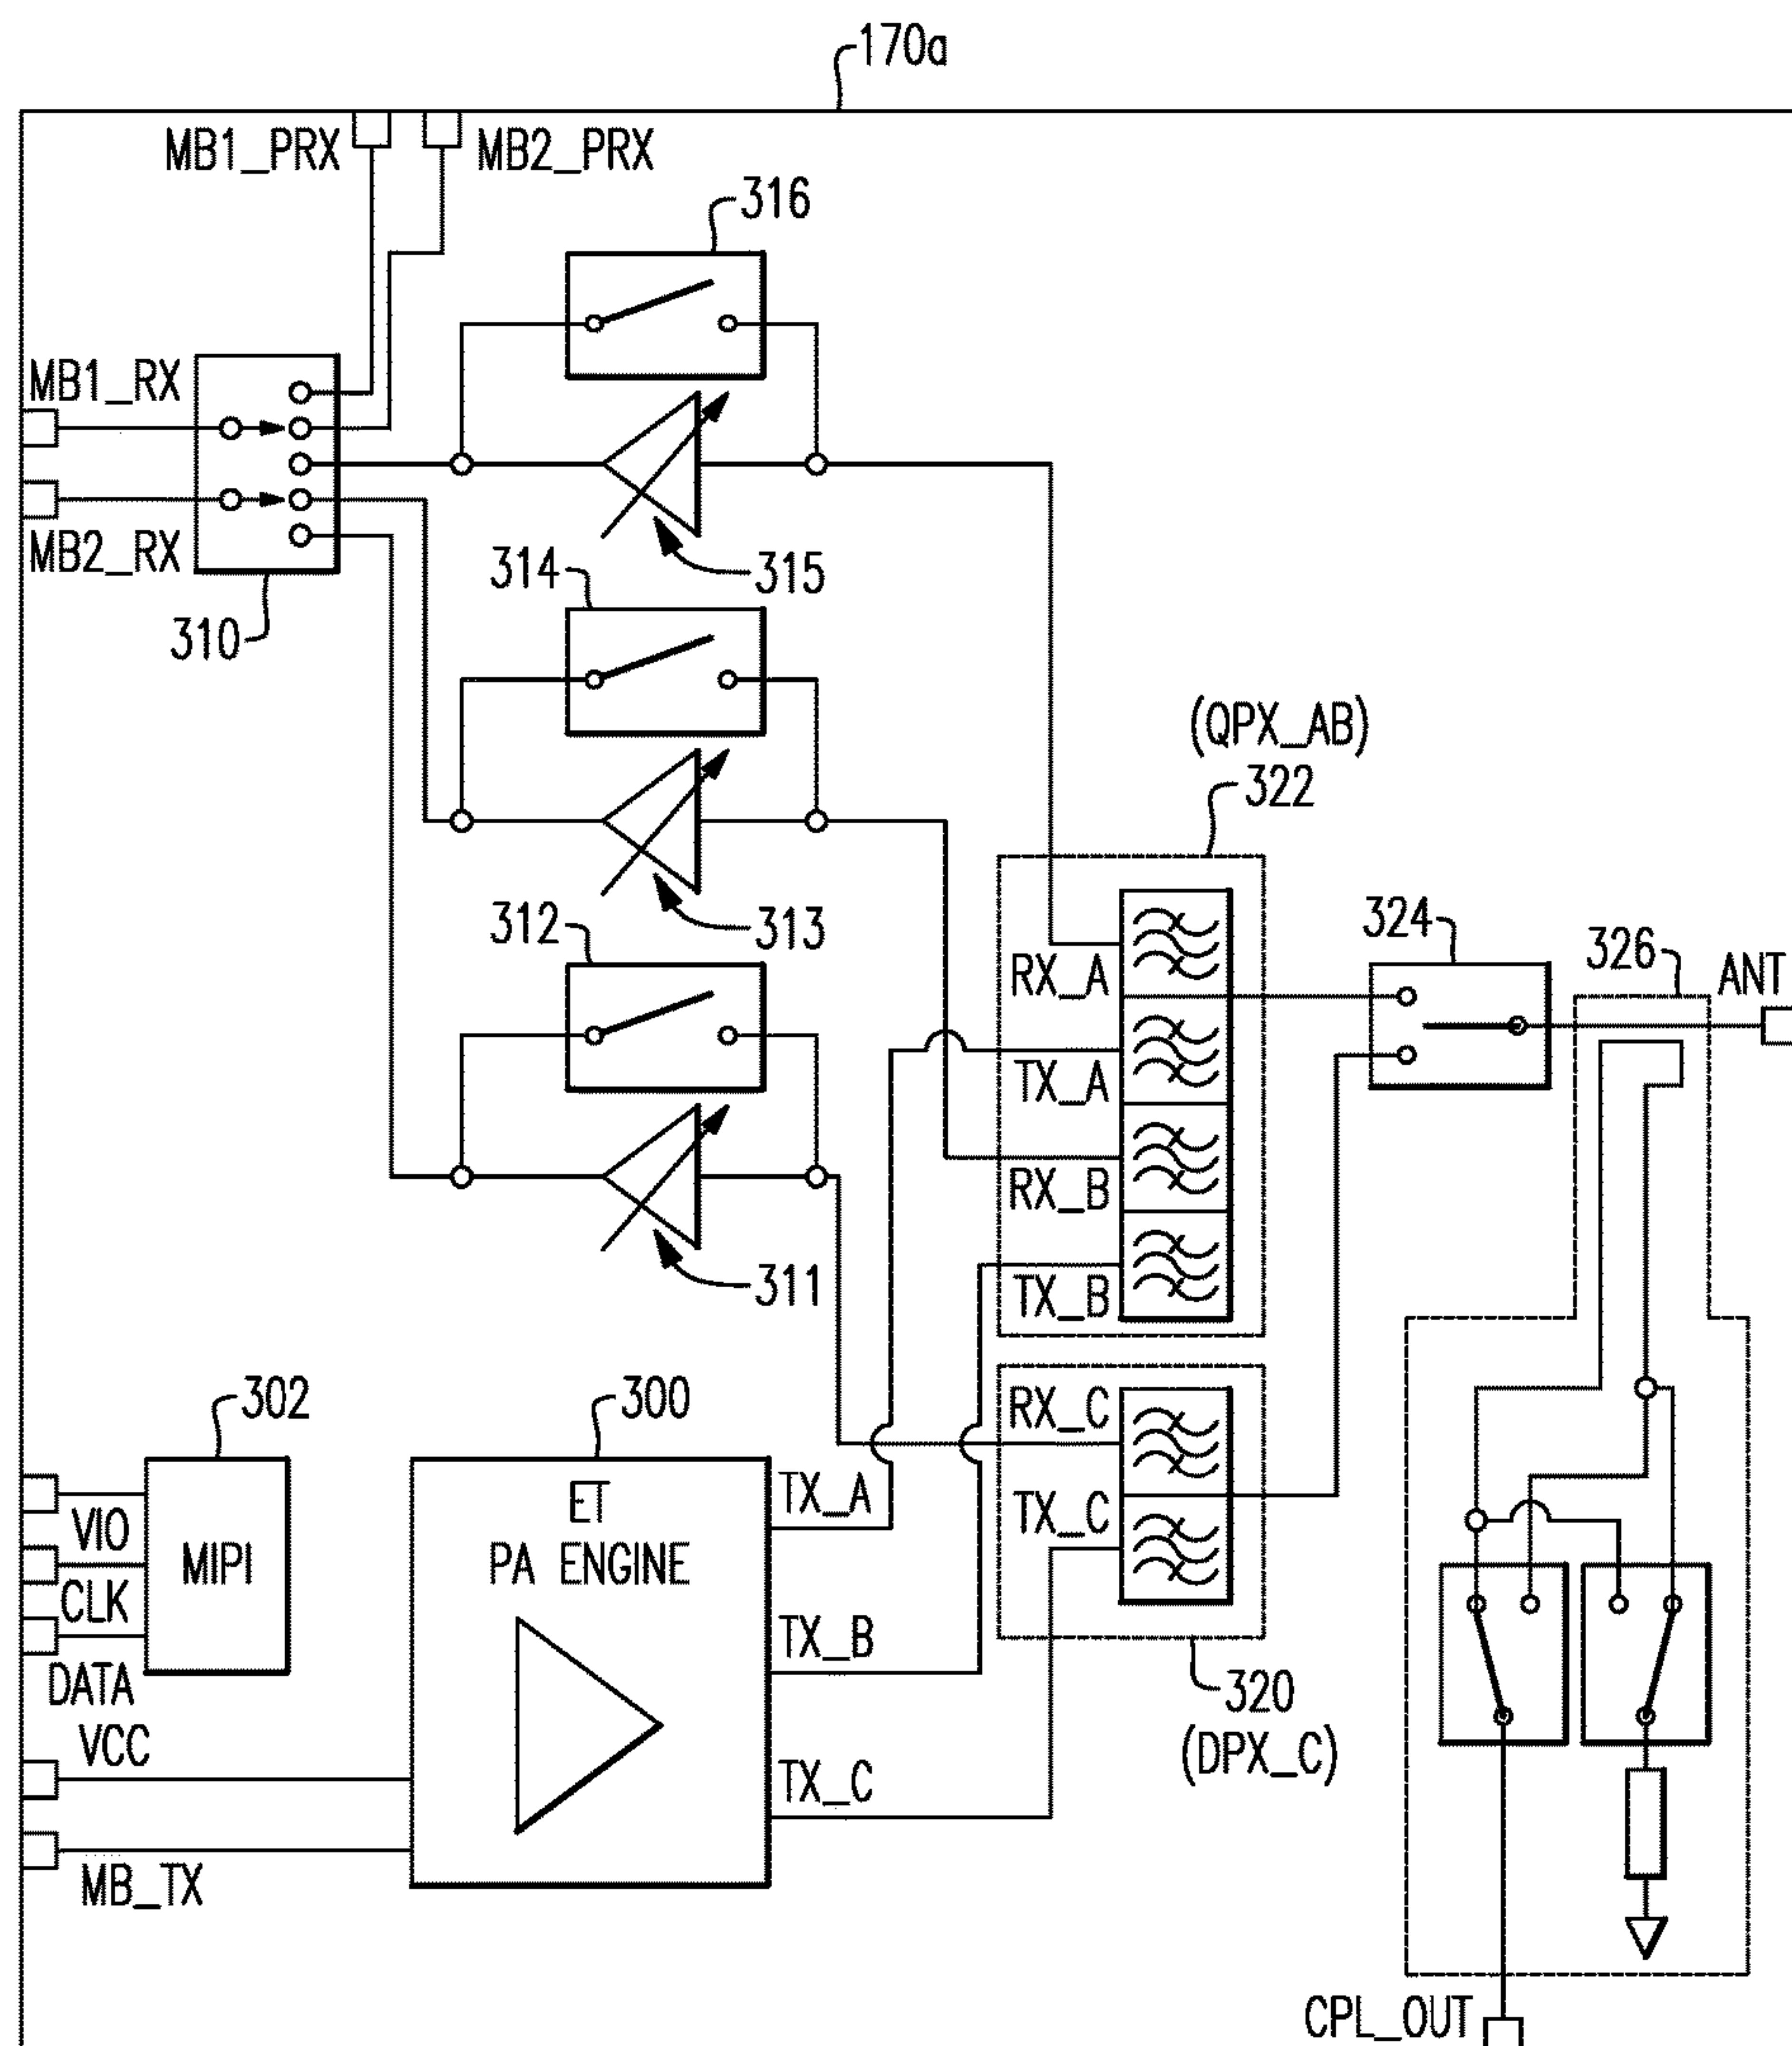 170a
MB1_PRX
MB2_PRX
316
MB1_RX
MB2_RX
310
315
314
(QPX_AB)
322
313
312
324
326
ANT
RX_A
TX_A
RX_B
TX_B
311
302
300
RX_C
TX_C
ET
PA ENGINE
TX_A
TX_B
TX_C
VIO
CLK
DATA
MIPI
VCC
MB_TX
320
(DPX_C)
CPL_OUT